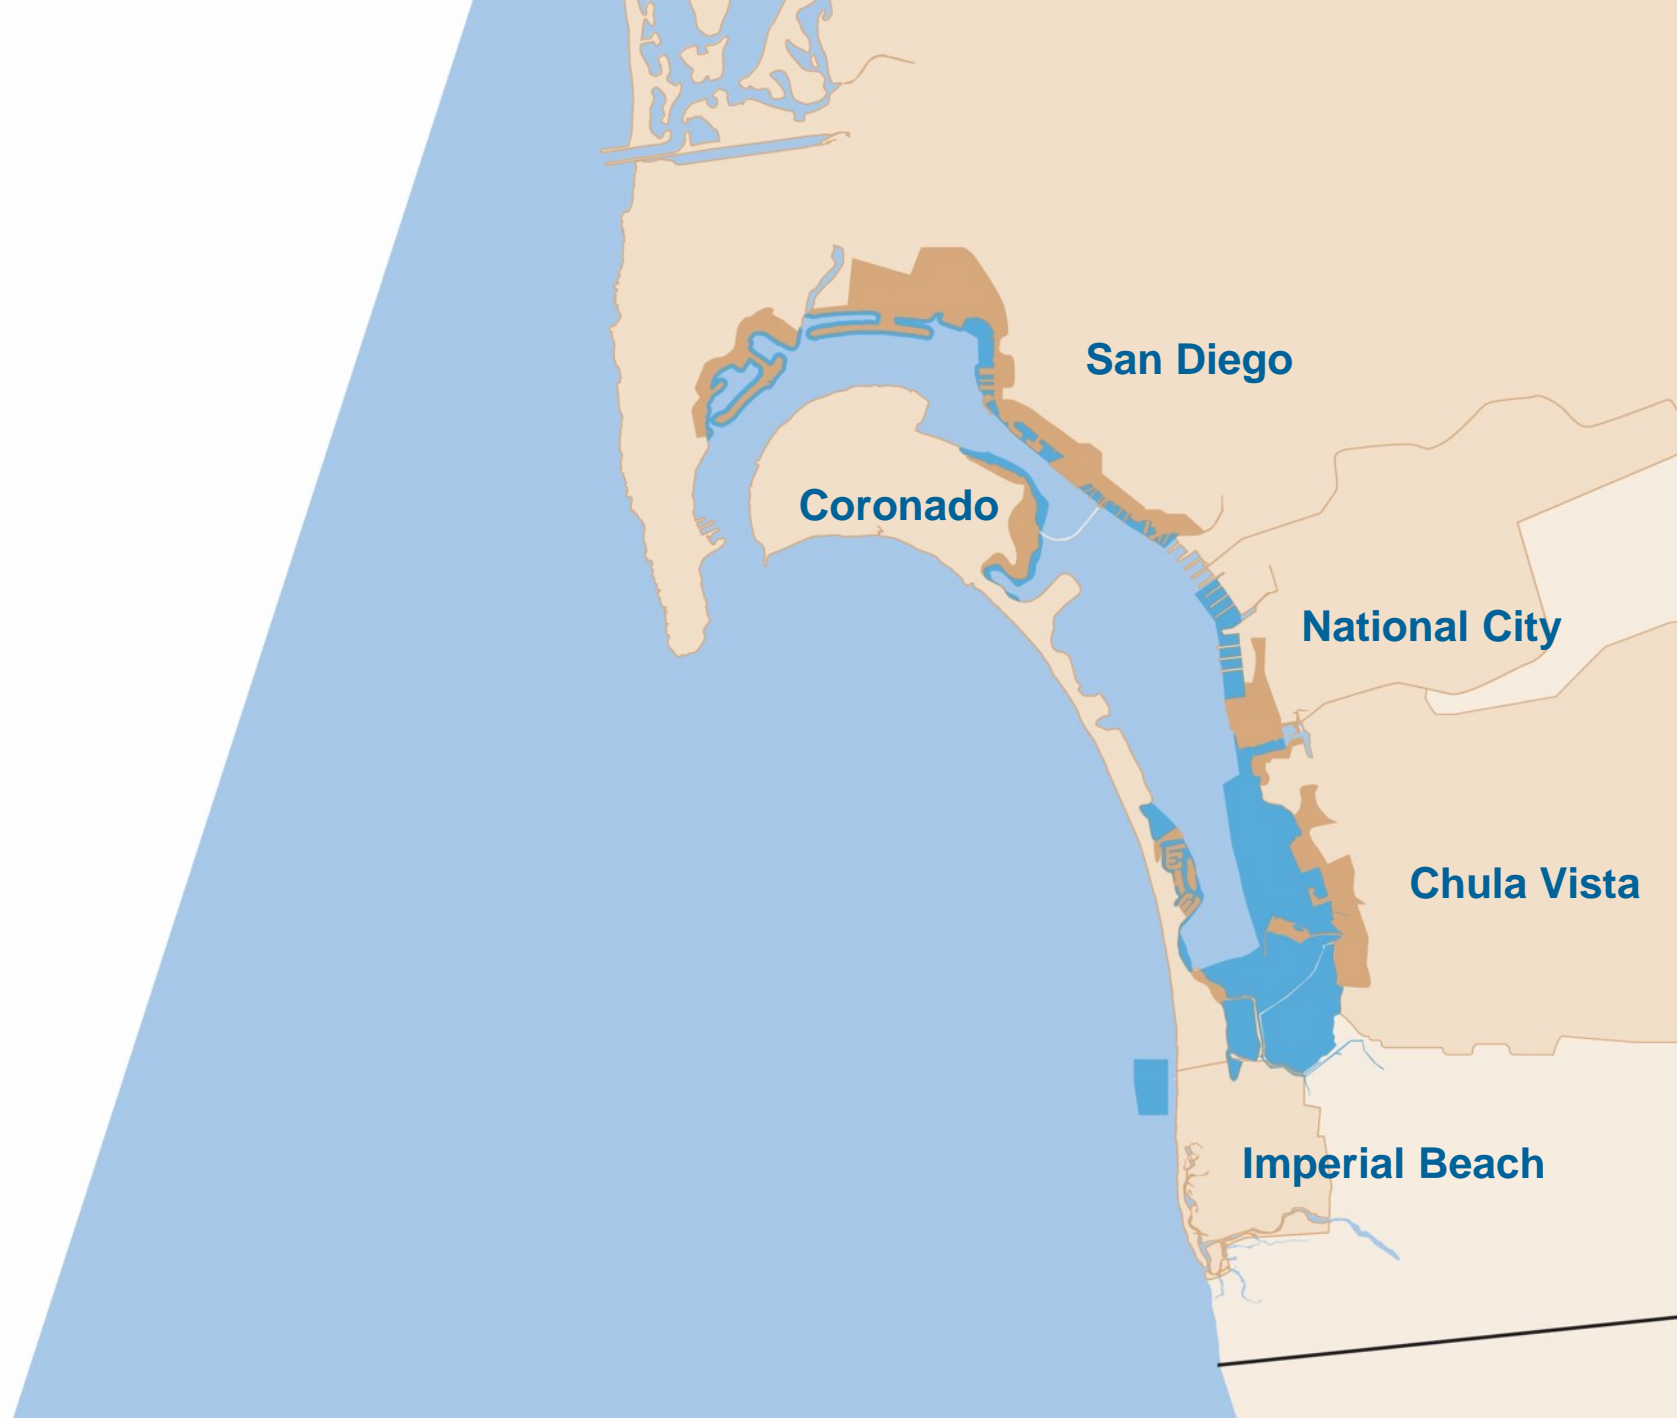 San Diego
Coronado
National City
Chula Vista
Imperial Beach